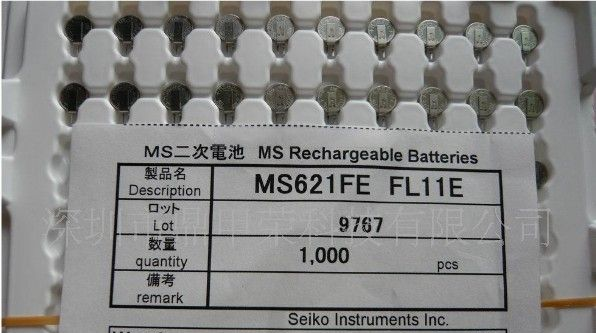 MS二次電池 MS Rechargeable Batteries
製品名
Description
MS621FE FL11E
ロット
Lot
9767
数量
quantity
1,000 pcs
備考
remark
Seiko Instruments Inc.